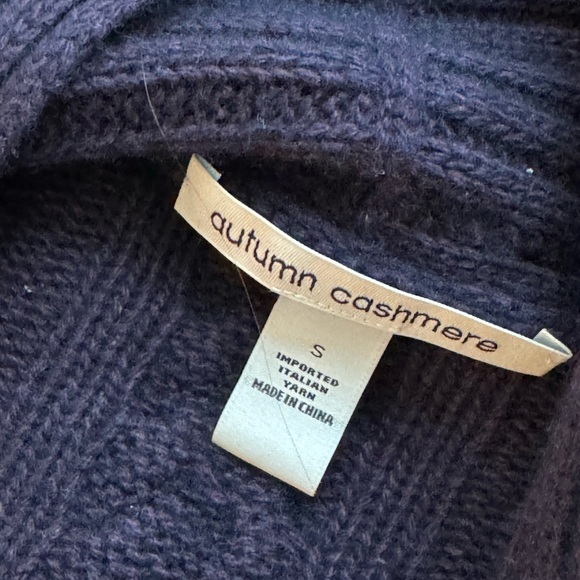 autumn cashmere
S
IMPORTED
ITALIAN
YARN
MADE IN CHINA